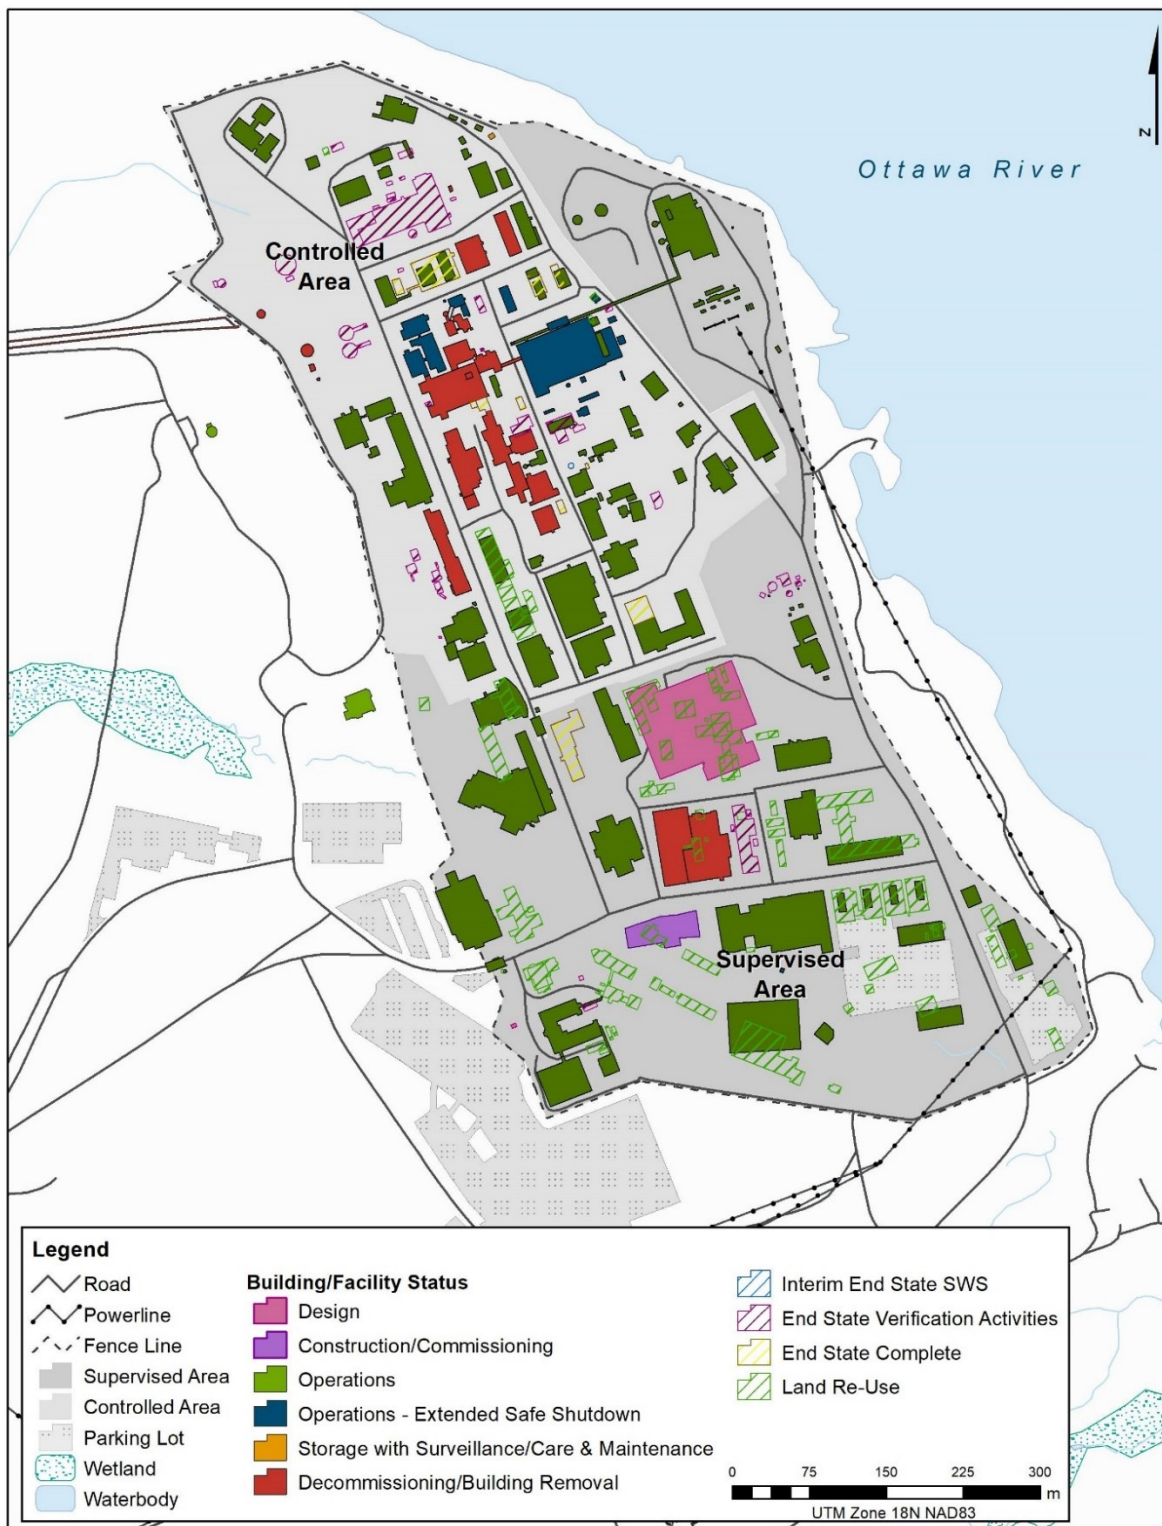 N
Ottawa River
Controlled
Area
Supervised
Area
Legend
Road
Powerline
Fence Line
Supervised Area
Controlled Area
Parking Lot
Wetland
Waterbody
Building/Facility Status
Design
Construction/Commissioning
Operations
Operations - Extended Safe Shutdown
Storage with Surveillance/Care & Maintenance
Decommissioning/Building Removal
Interim End State SWS
End State Verification Activities
End State Complete
Land Re-Use
0 75 150 225 300
m
UTM Zone 18N NAD83